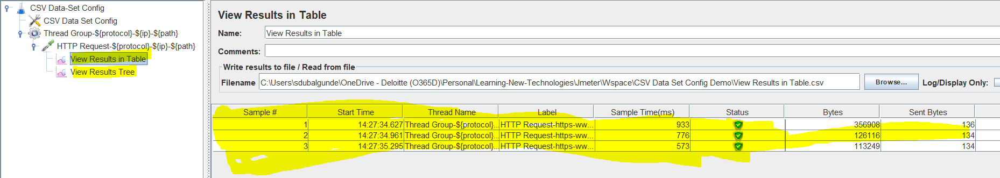 CSV Data-Set Config
CSV Data Set Config
Thread Group-${protocol}-${ip}-${path}
HTTP Request-${protocol}-${ip}-${path}
View Results in Table
View Results Tree
View Results in Table
Name: View Results in Table
Comments:
Write results to file / Read from file
Filename C:\Users\sdubalgunde\OneDrive - Deloitte (O365D)\Personal\Learning-New-Technologies\Jmeter\Wspace\CSV Data Set Config Demo\View Results in Table.csv Browse... Log/Display Only:
Sample # Start Time Thread Name Label Sample Time(ms) Status Bytes Sent Bytes
1 14:27:34.627 Thread Group-${protocol}... HTTP Request-https-ww... 933 356908 136
2 14:27:34.961 Thread Group-${protocol}... HTTP Request-https-ww... 776 126116 134
3 14:27:35.295 Thread Group-${protocol}... HTTP Request-https-ww... 573 113249 134